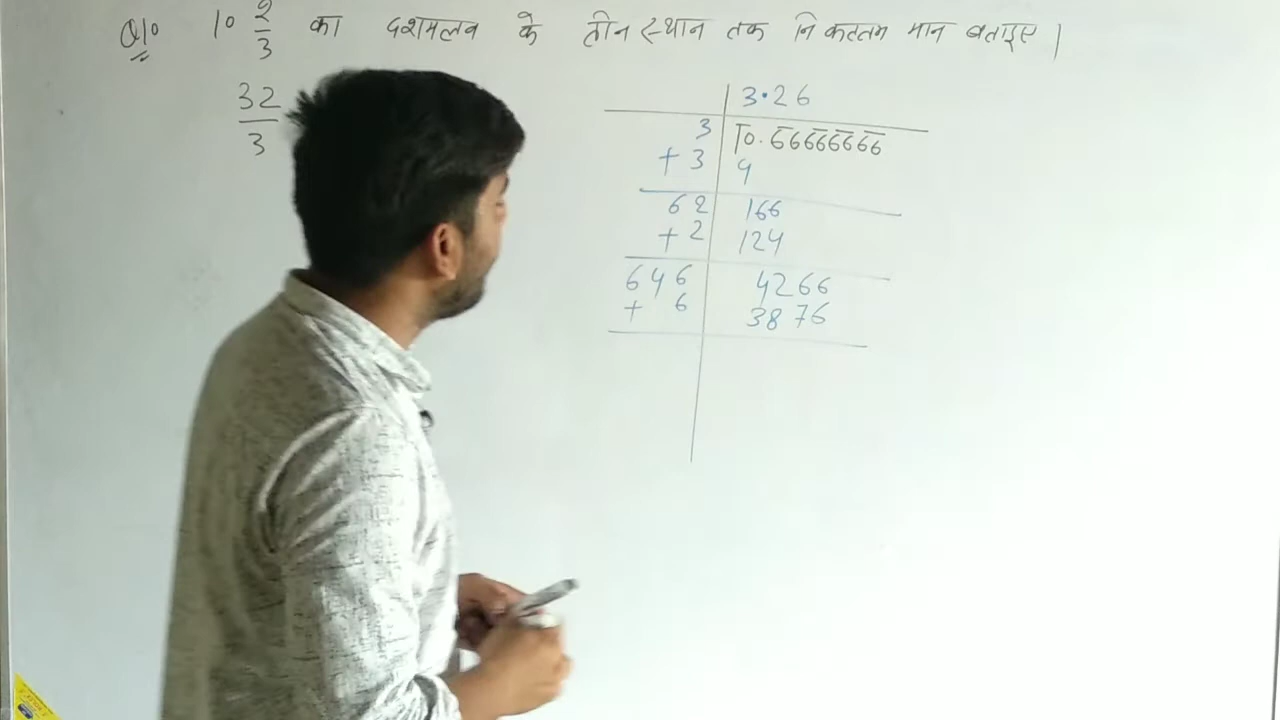 Q10 10 2/3 का दशमलव के तीन स्थान तक निकटतम मान बताइए |
32/3
3.26
3 10.66666666
+ 3 9
62 166
+ 2 124
646 4266
+ 6 3876